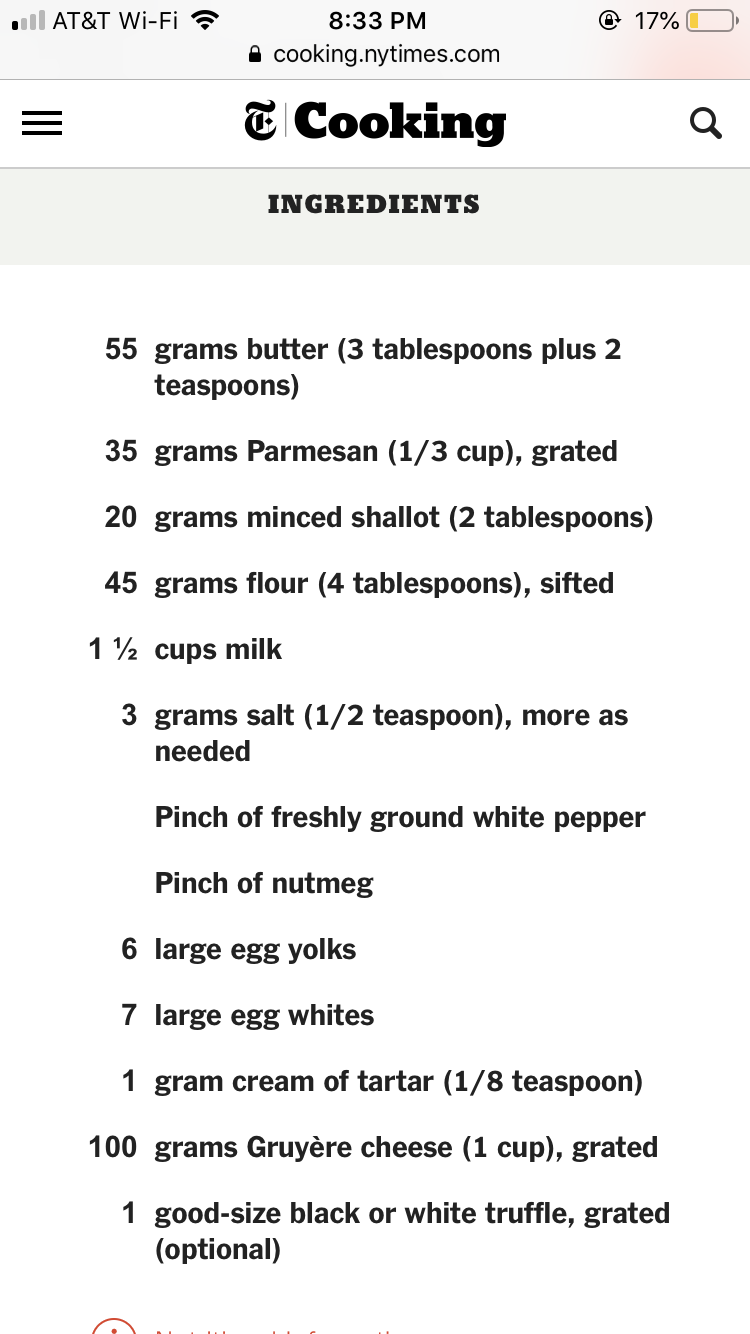 AT&T Wi-Fi 8:33 PM 17%
cooking.nytimes.com
T Cooking
INGREDIENTS
55 grams butter (3 tablespoons plus 2
teaspoons)
35 grams Parmesan (1/3 cup), grated
20 grams minced shallot (2 tablespoons)
45 grams flour (4 tablespoons), sifted
1 ½ cups milk
3 grams salt (1/2 teaspoon), more as
needed
Pinch of freshly ground white pepper
Pinch of nutmeg
6 large egg yolks
7 large egg whites
1 gram cream of tartar (1/8 teaspoon)
100 grams Gruyère cheese (1 cup), grated
1 good-size black or white truffle, grated
(optional)